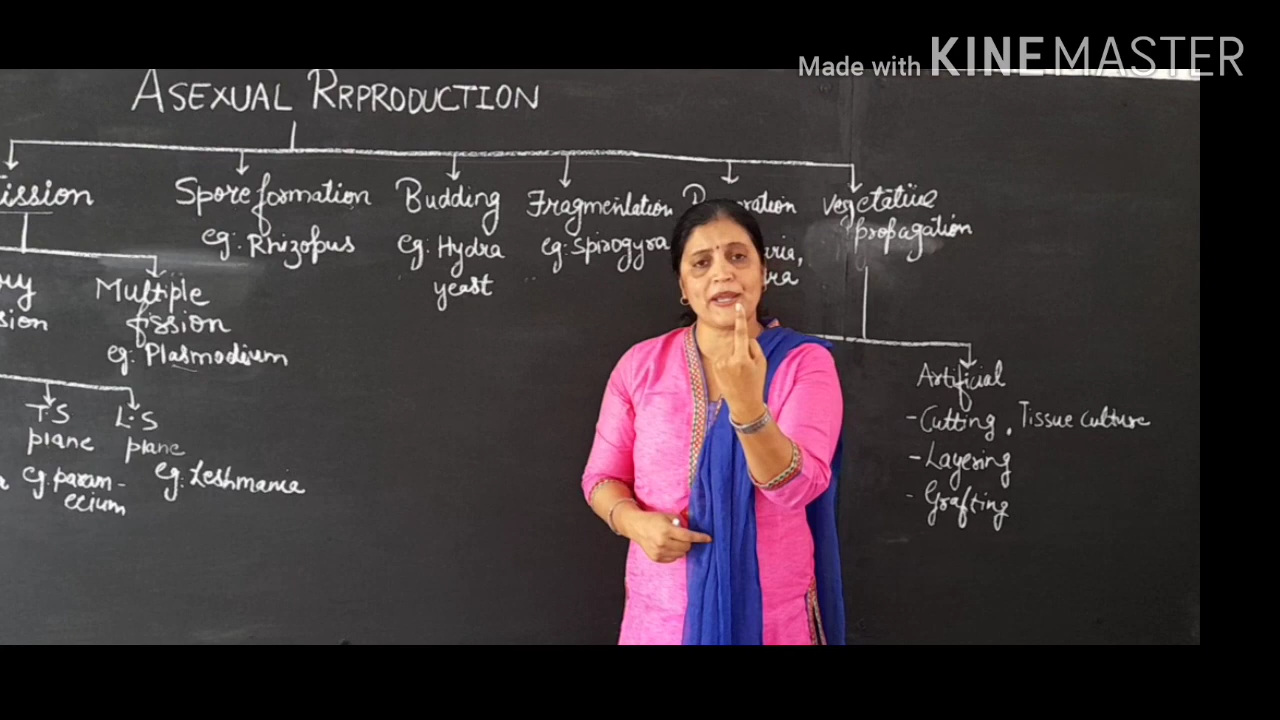 Made with KINEMASTER
ASEXUAL RRPRODUCTION
ission
Spore formation
eg: Rhizopus
Budding
eg: Hydra
yeast
Fragmentation
eg: Spirogyra
Vegetative
propagation
Multiple
fission
eg: Plasmodium
sion
T.S
plane
eg: param-
ecium
L.S
plane
eg: Leshmania
Artificial
- Cutting, Tissue culture
- Layering
- Grafting